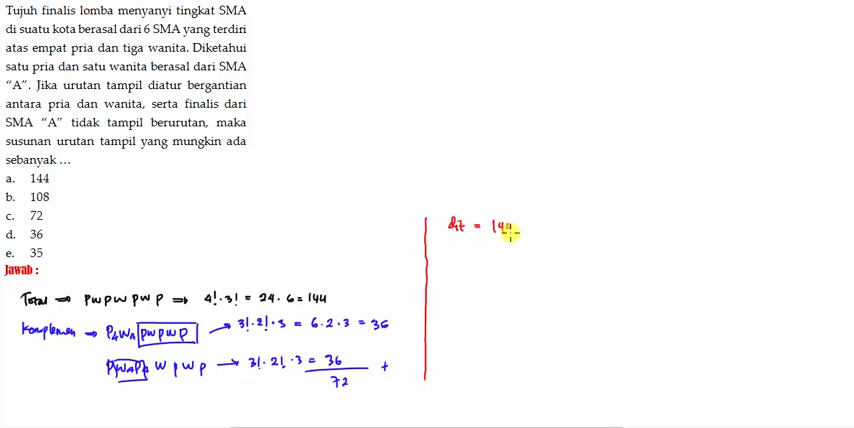 Tujuh finalis lomba menyanyi tingkat SMA
di suatu kota berasal dari 6 SMA yang terdiri
atas empat pria dan tiga wanita. Diketahui
satu pria dan satu wanita berasal dari SMA
“A”. Jika urutan tampil diatur bergantian
antara pria dan wanita, serta finalis dari
SMA “A” tidak tampil berurutan, maka
susunan urutan tampil yang mungkin ada
sebanyak …
a. 144
b. 108
c. 72
d. 36
e. 35
Jawab :
Total ⇒ P W P W P W P ⇒ 4! · 3! = 24 · 6 = 144
Komplemen → P_A W_A P W P W P → 3! · 2! · 3 = 6 · 2 · 3 = 36
W P W P → 3! · 2! · 3 = 36 +
72
dit = 144 -